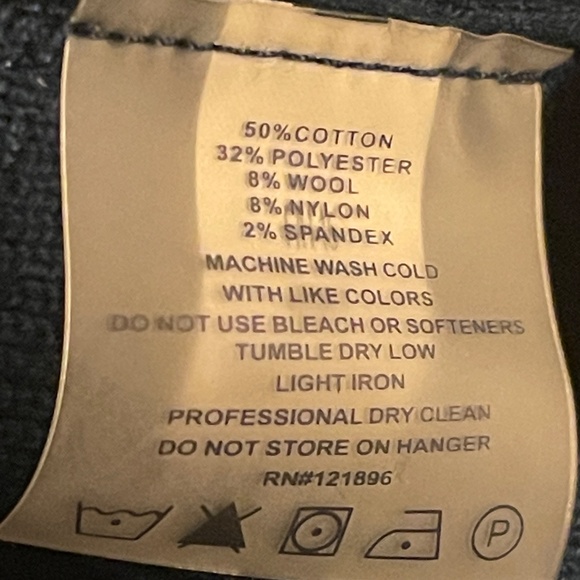 50%COTTON
32% POLYESTER
8% WOOL
8% NYLON
2% SPANDEX
MACHINE WASH COLD
WITH LIKE COLORS
DO NOT USE BLEACH OR SOFTENERS
TUMBLE DRY LOW
LIGHT IRON
PROFESSIONAL DRY CLEAN
DO NOT STORE ON HANGER
RN#121896
P